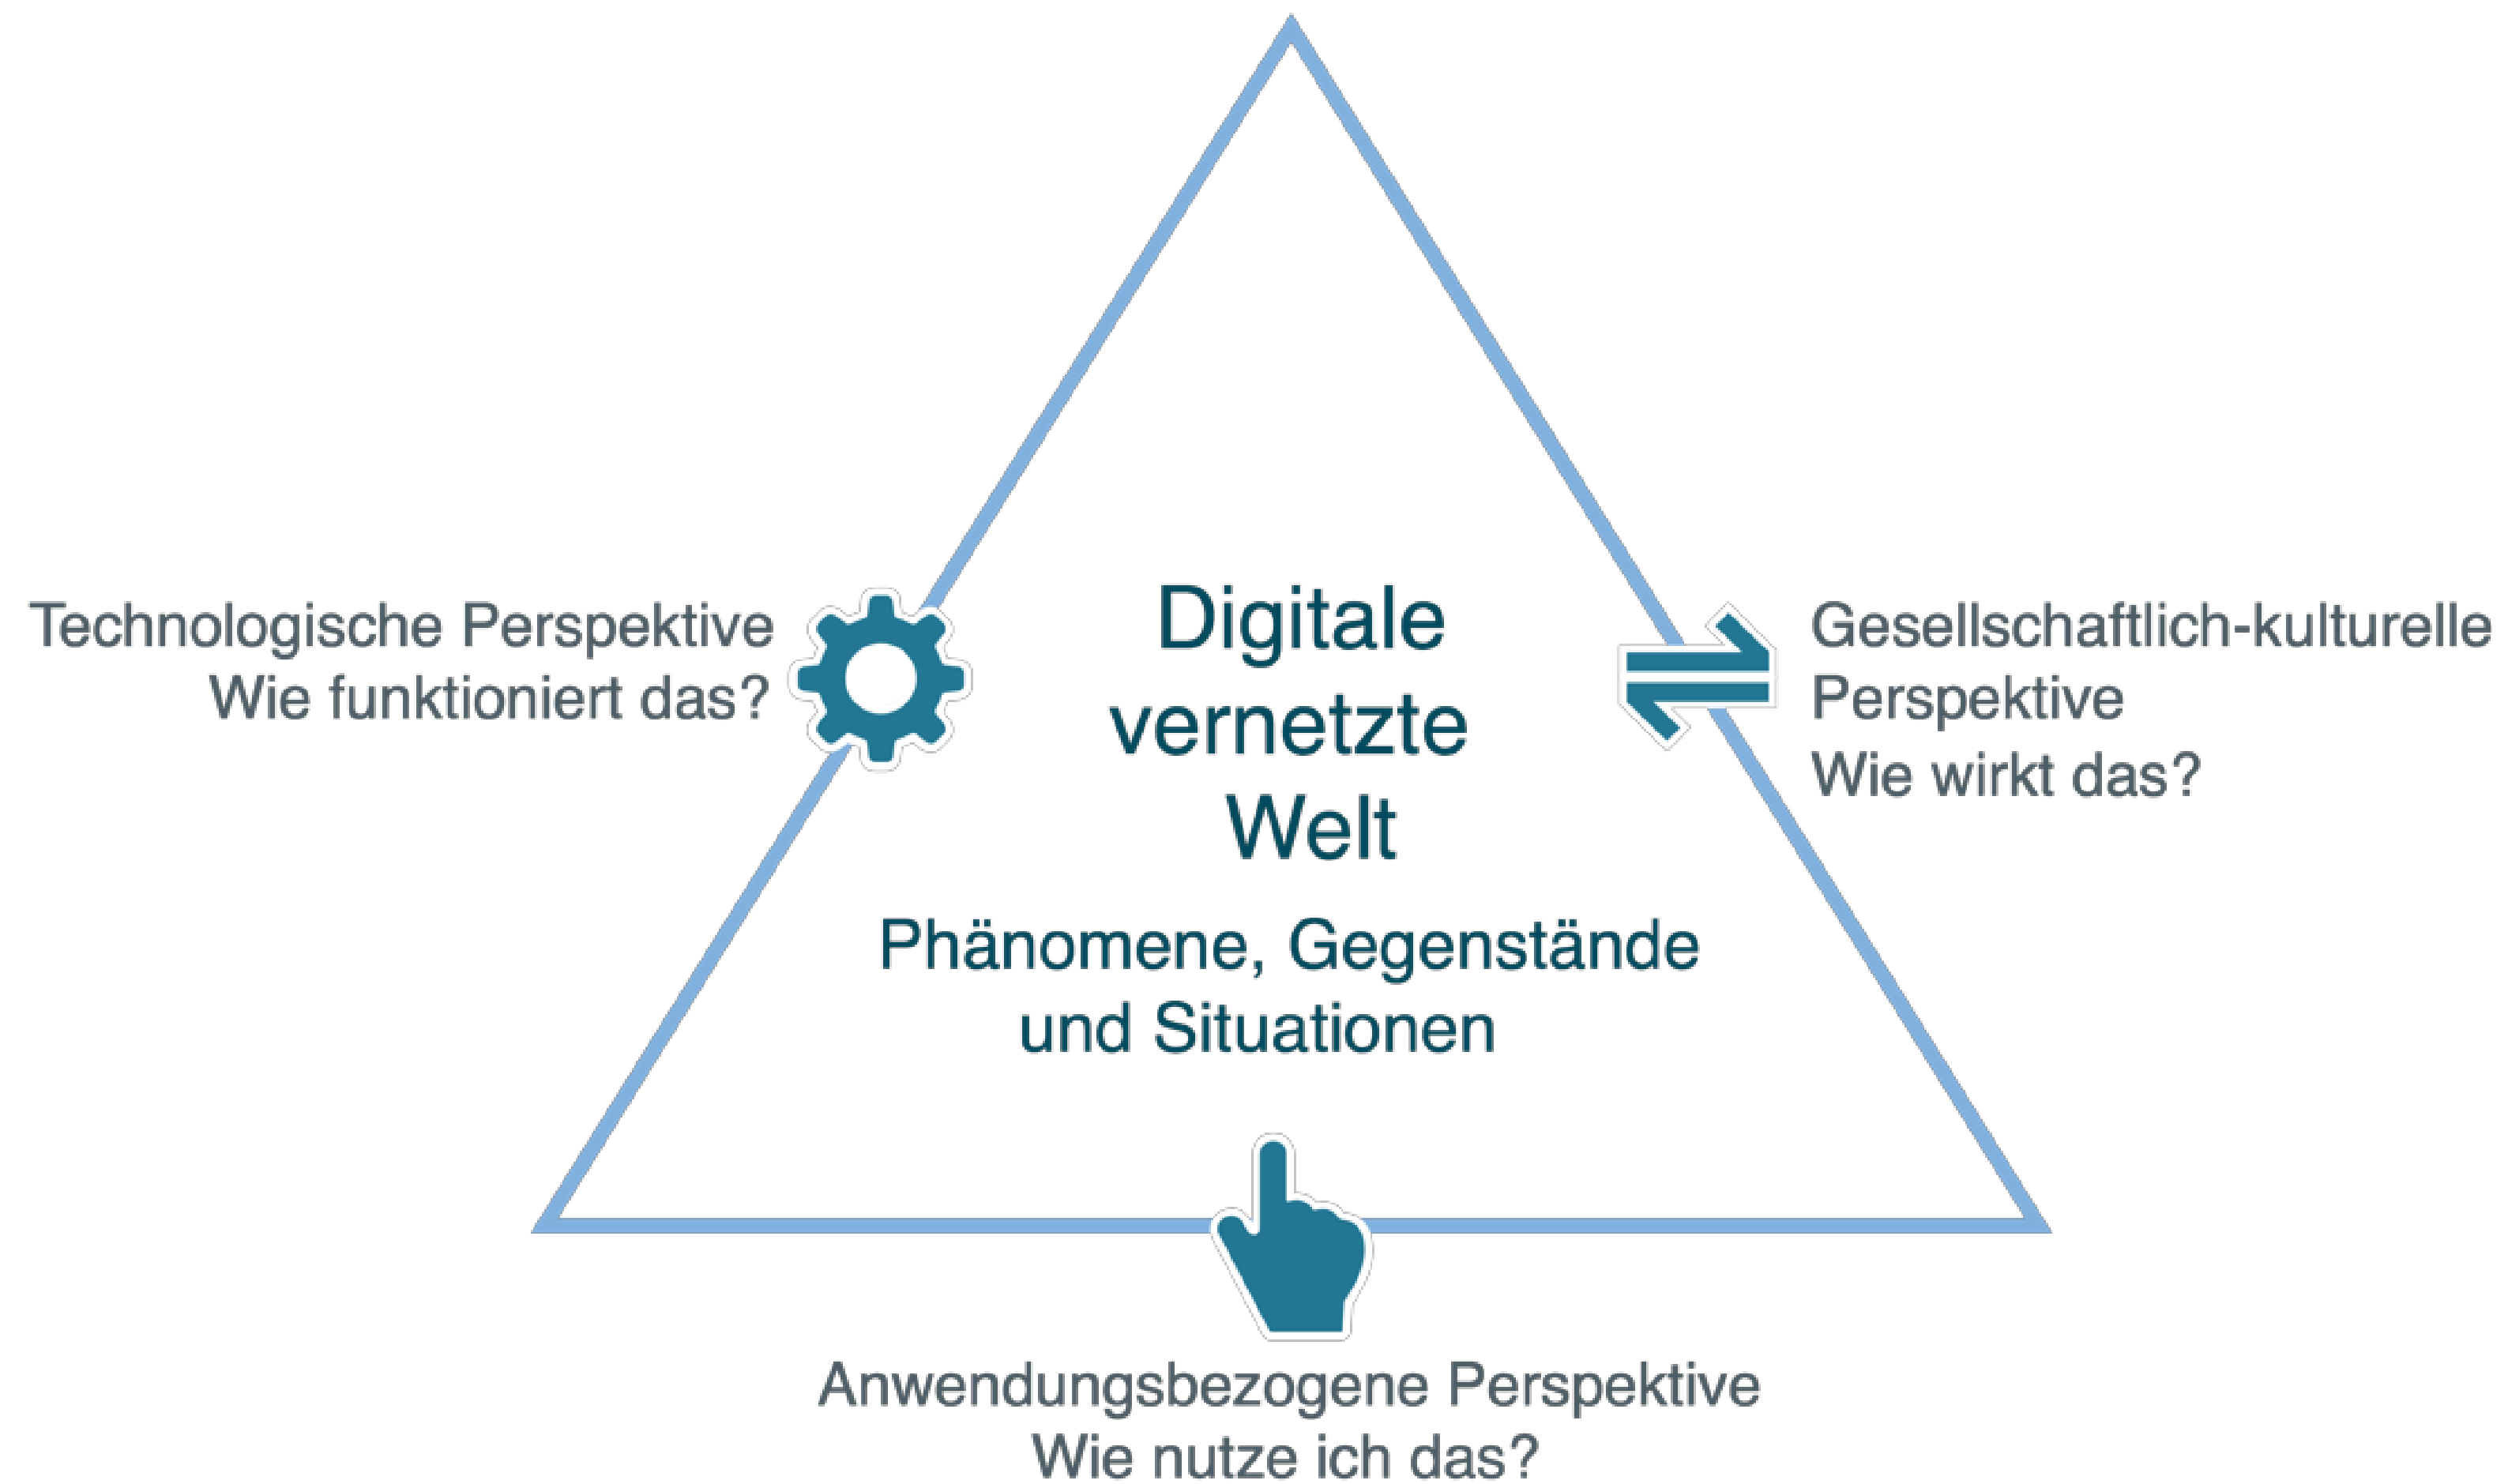 Technologische Perspektive
Wie funktioniert das?
Digitale
vernetzte
Welt
Phänomene, Gegenstände
und Situationen
Gesellschaftlich-kulturelle
Perspektive
Wie wirkt das?
Anwendungsbezogene Perspektive
Wie nutze ich das?